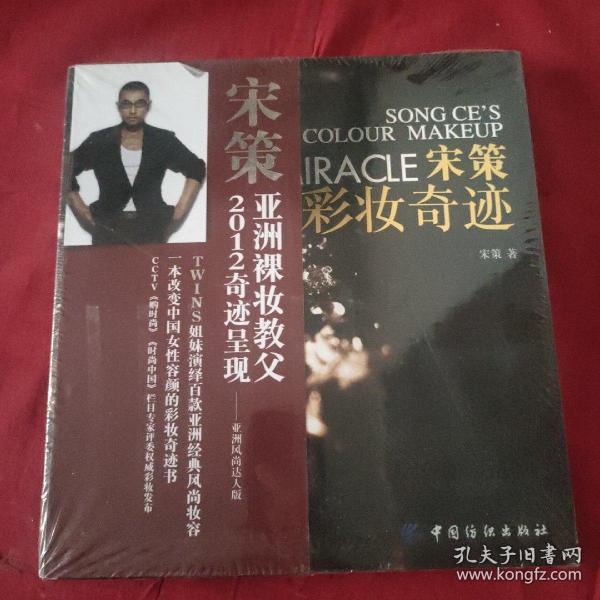 宋策
亚洲裸妆教父
2012奇迹呈现
——亚洲风尚达人版
TWINS姐妹演绎百款亚洲经典风尚妆容
一本改变中国女性容颜的彩妆奇迹书
CCTV《购时尚》《时尚中国》栏目专家评委权威彩妆发布
SONG CE'S
COLOUR MAKEUP
IRACLE 宋策
彩妆奇迹
宋策 著
中国纺织出版社
孔夫子旧书网
www.kongfz.com